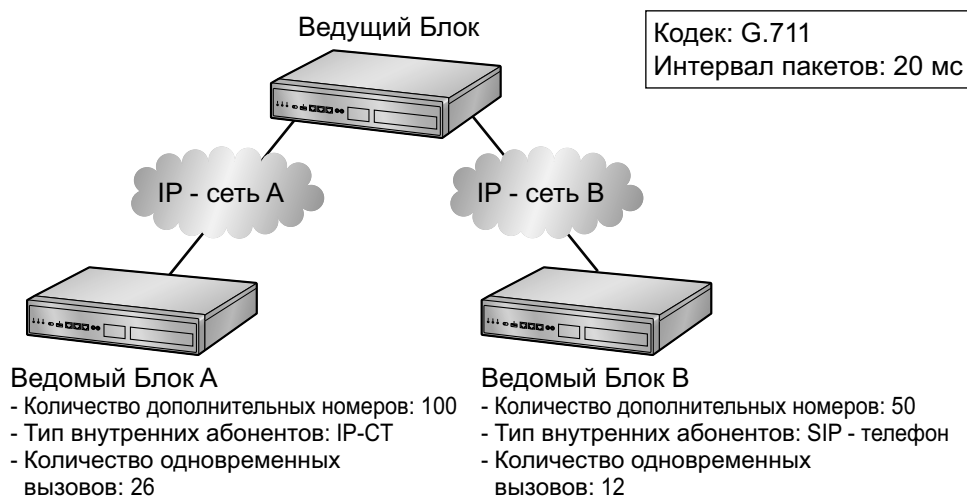 Ведущий Блок
Кодек: G.711
Интервал пакетов: 20 мс
IP - сеть A
IP - сеть B
Ведомый Блок A
- Количество дополнительных номеров: 100
- Тип внутренних абонентов: IP-СТ
- Количество одновременных
вызовов: 26
Ведомый Блок B
- Количество дополнительных номеров: 50
- Тип внутренних абонентов: SIP - телефон
- Количество одновременных
вызовов: 12